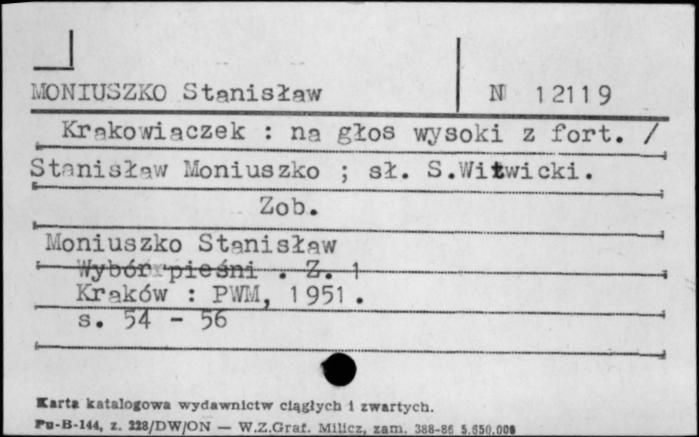 MONIUSZKO Stanisław N 12119
Krakowiaczek : na głos wysoki z fort. /
Stanisław Moniuszko ; sł. S.Witwicki.
Zob.
Moniuszko Stanisław
Wybór pieśni . Z. 1
Kraków : PWM, 1951.
s. 54 - 56
Karta katalogowa wydawnictw ciągłych i zwartych.
Pu-B-144, z. 228/DW/ON — W.Z.Graf. Milicz, zam. 388-86 5.650.000